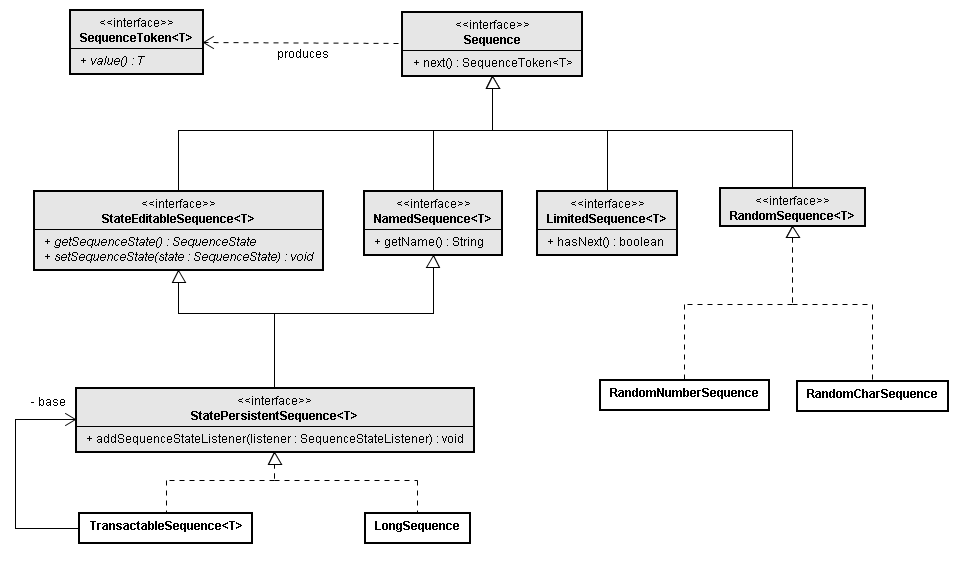 <<interface>>
SequenceToken<T>
+ value() : T
produces
<<interface>>
Sequence
+ next() : SequenceToken<T>
<<interface>>
StateEditableSequence<T>
+ getSequenceState() : SequenceState
+ setSequenceState(state : SequenceState) : void
<<interface>>
NamedSequence<T>
+ getName() : String
<<interface>>
LimitedSequence<T>
+ hasNext() : boolean
<<interface>>
RandomSequence<T>
RandomNumberSequence
RandomCharSequence
- base
<<interface>>
StatePersistentSequence<T>
+ addSequenceStateListener(listener : SequenceStateListener) : void
TransactableSequence<T>
LongSequence